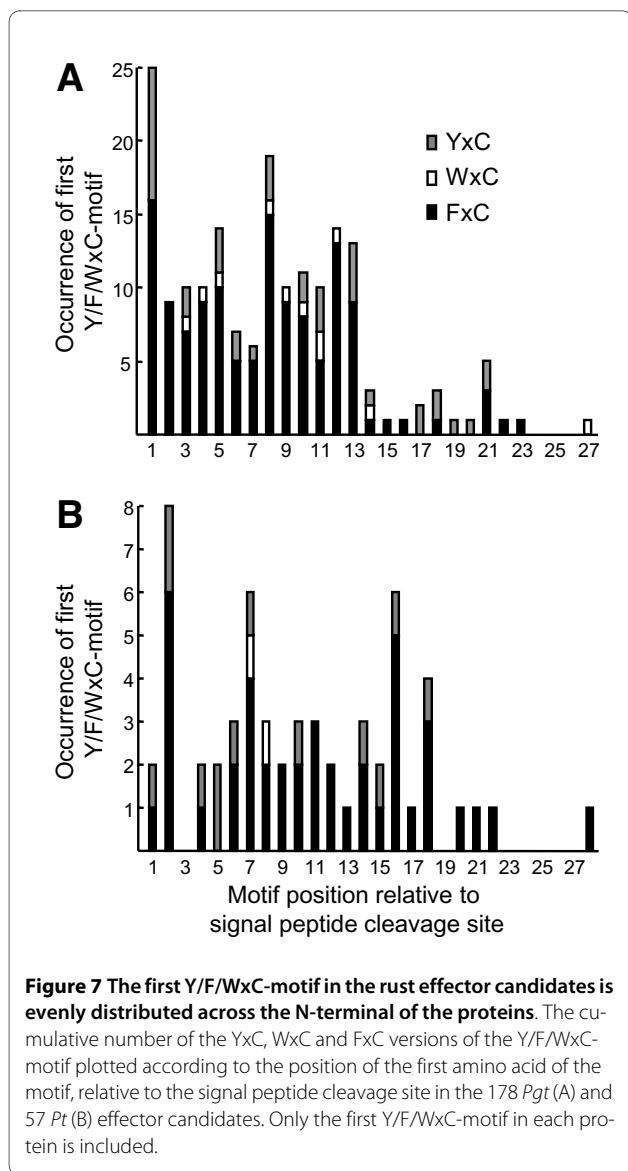 A
25
20
15
10
5
Occurrence of first
Y/F/WxC-motif
YxC
WxC
FxC
1 3 5 7 9 11 13 15 17 19 21 23 25 27
B
8
7
6
5
4
3
2
1
Occurrence of first
Y/F/WxC-motif
1 3 5 7 9 11 13 15 17 19 21 23 25 27
Motif position relative to
signal peptide cleavage site
Figure 7 The first Y/F/WxC-motif in the rust effector candidates is
evenly distributed across the N-terminal of the proteins. The cu-
mulative number of the YxC, WxC and FxC versions of the Y/F/WxC-
motif plotted according to the position of the first amino acid of the
motif, relative to the signal peptide cleavage site in the 178 Pgt (A) and
57 Pt (B) effector candidates. Only the first Y/F/WxC-motif in each pro-
tein is included.